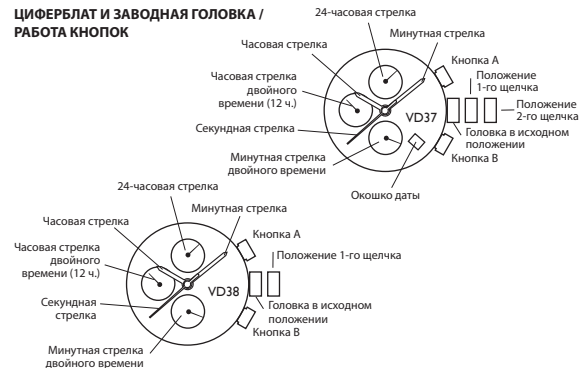 ЦИФЕРБЛАТ И ЗАВОДНАЯ ГОЛОВКА /
РАБОТА КНОПОК
24-часовая стрелка
Минутная стрелка
Часовая стрелка
Кнопка A
Часовая стрелка
двойного
времени (12 ч.)
Положение
1-го щелчка
Положение
2-го щелчка
VD37
Секундная стрелка
Головка в исходном
положении
Минутная стрелка
двойного времени
Кнопка B
Окошко даты
24-часовая стрелка
Минутная стрелка
Часовая стрелка
Кнопка A
Часовая стрелка
двойного
времени (12 ч.)
Положение 1-го щелчка
VD38
Секундная
стрелка
Головка в исходном
положении
Кнопка B
Минутная стрелка
двойного времени